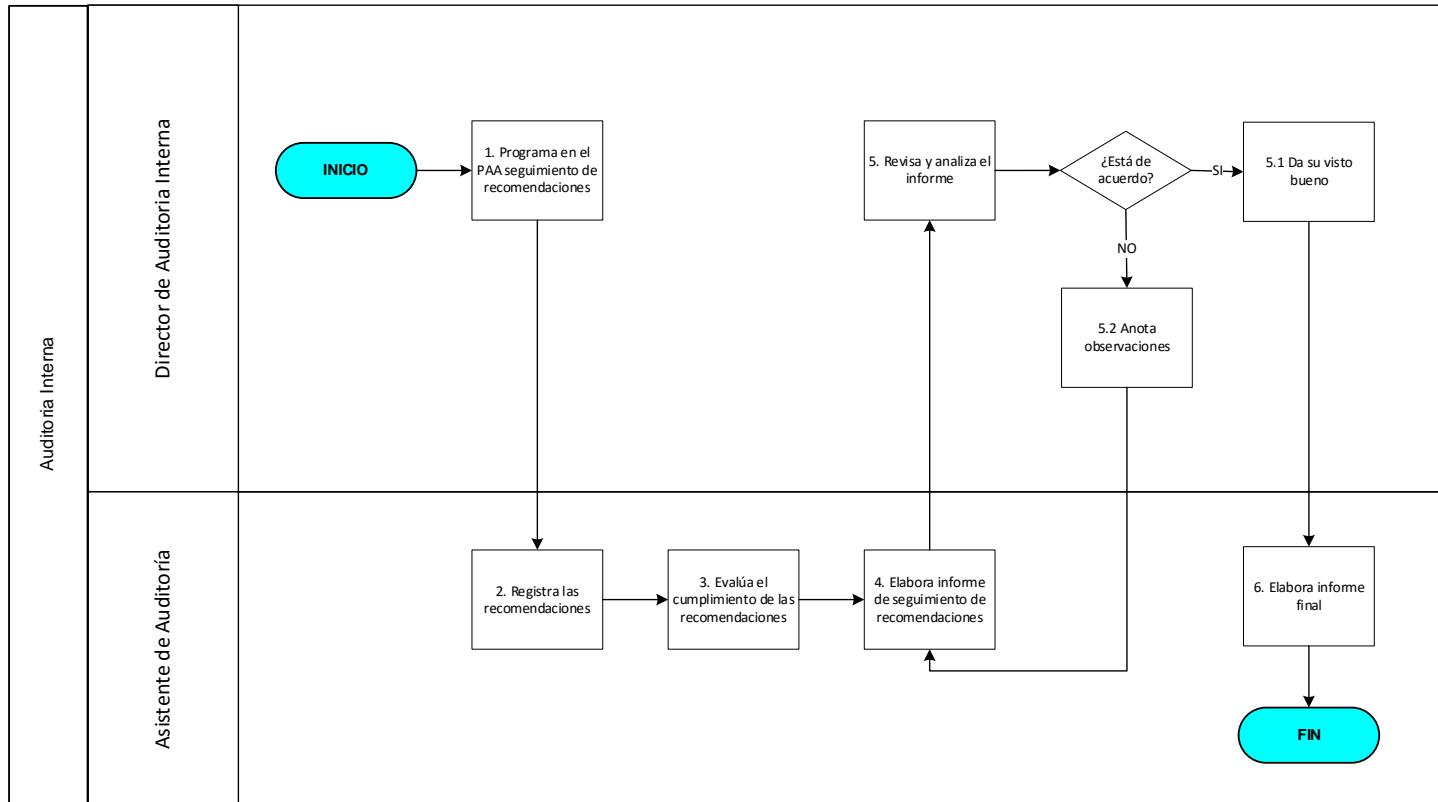 Auditoria Interna
Director de Auditoria Interna
INICIO
1. Programa en el
PAA seguimiento de
recomendaciones
5. Revisa y analiza el
informe
¿Está de
acuerdo?
SI
5.1 Da su visto
bueno
NO
5.2 Anota
observaciones
Asistente de Auditoría
2. Registra las
recomendaciones
3. Evalúa el
cumplimiento de las
recomendaciones
4. Elabora informe
de seguimiento de
recomendaciones
6. Elabora informe
final
FIN